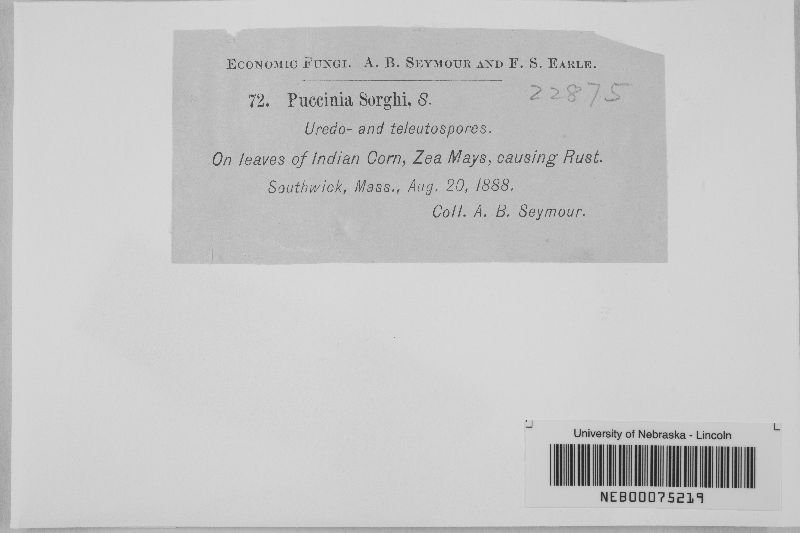 Economic Fungi. A. B. Seymour and F. S. Earle.
72. Puccinia Sorghi, S. 22875
Uredo- and teleutospores.
On leaves of Indian Corn, Zea Mays, causing Rust.
Southwick, Mass., Aug. 20, 1888.
Coll. A. B. Seymour.
University of Nebraska - Lincoln
NEB00075219